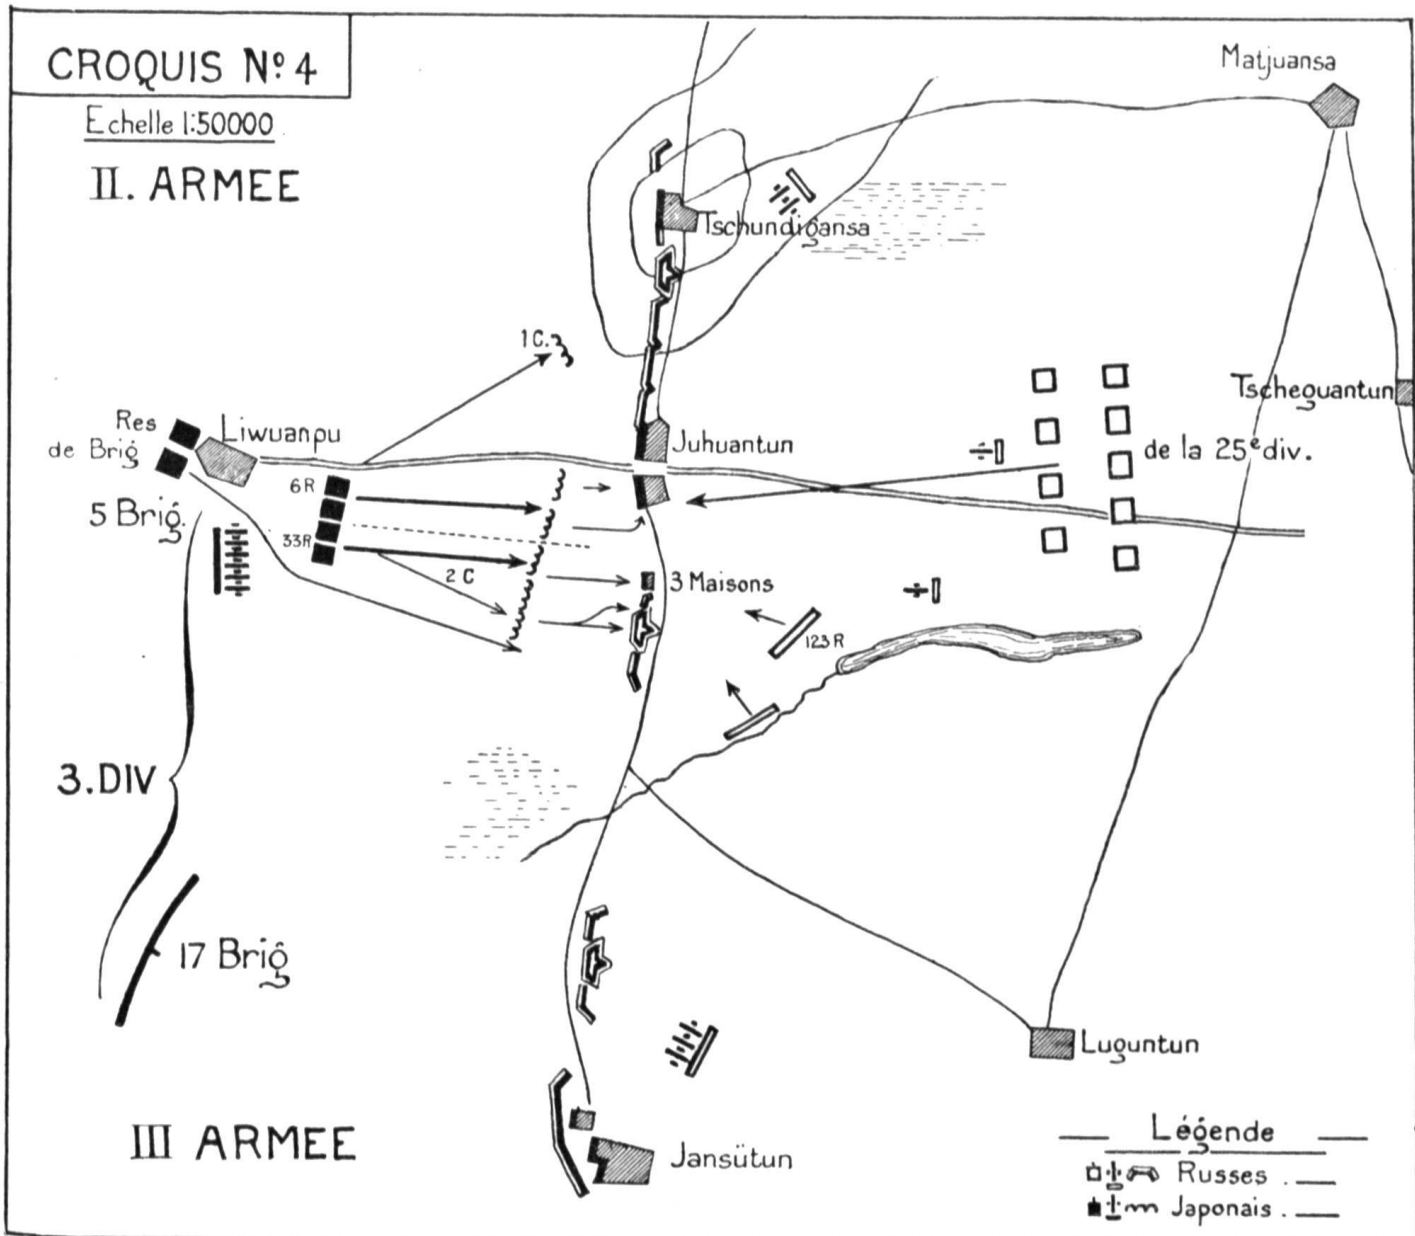 CROQUIS Nº 4
Echelle 1:50000
II. ARMEE
Matjuansa
Tschundigansa
1 C.
Tscheguantun
Res
de Brig
Liwuanpu
Juhuantun
de la 25e div.
6 R
5 Brig.
33R
2 C
3 Maisons
123 R
3. DIV
17 Brig
Luguntun
III ARMEE
Jansütun
Légende
Russes .
Japonais .